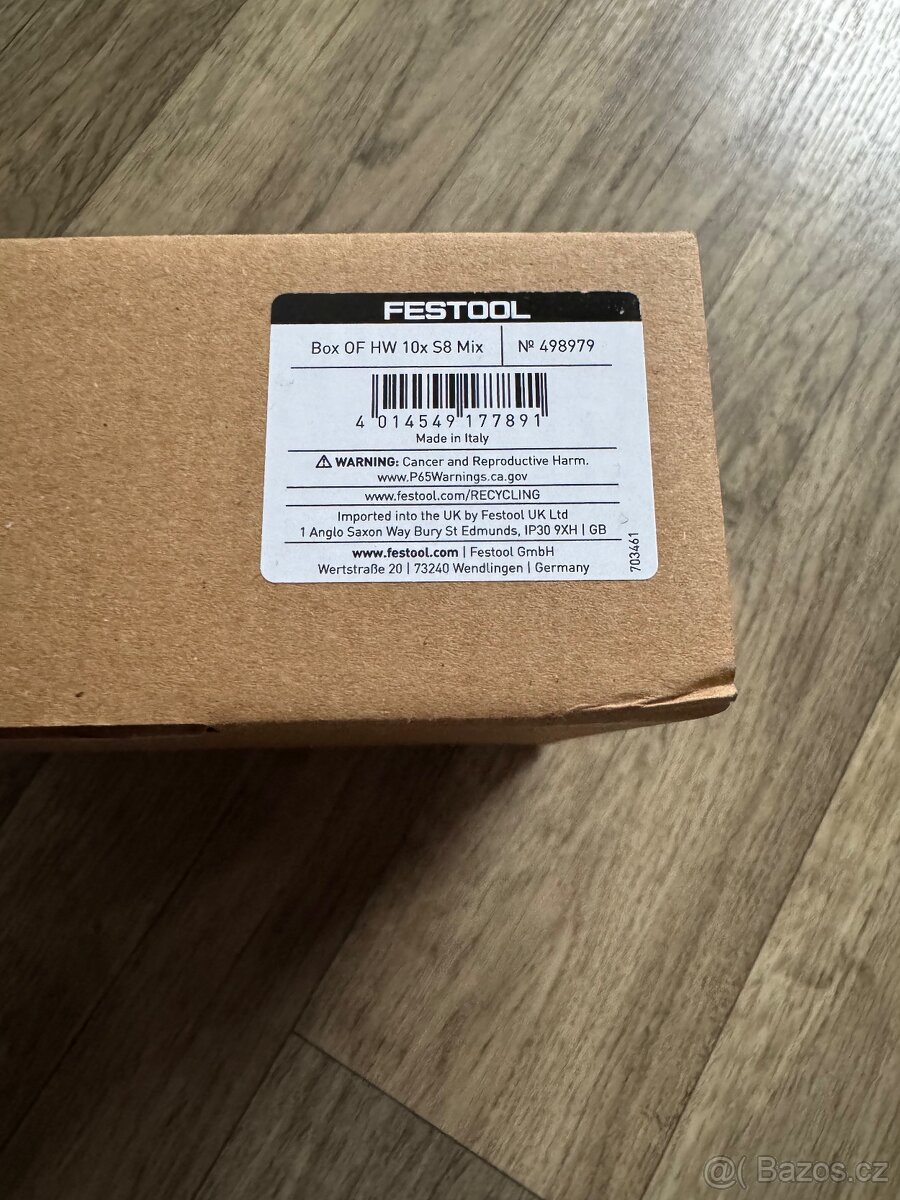 FESTOOL
Box OF HW 10x S8 Mix
№ 498979
4 014549 177891
Made in Italy
⚠ WARNING: Cancer and Reproductive Harm.
www.P65Warnings.ca.gov
www.festool.com/RECYCLING
Imported into the UK by Festool UK Ltd
1 Anglo Saxon Way Bury St Edmunds, IP30 9XH | GB
www.festool.com | Festool GmbH
Wertstraße 20 | 73240 Wendlingen | Germany
703461
@( Bazos.cz